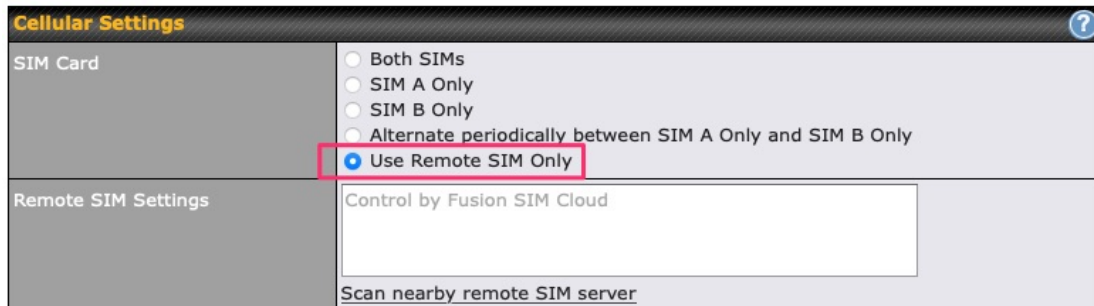 Cellular Settings
?
SIM Card
Both SIMs
SIM A Only
SIM B Only
Alternate periodically between SIM A Only and SIM B Only
Use Remote SIM Only
Remote SIM Settings
Control by Fusion SIM Cloud
Scan nearby remote SIM server